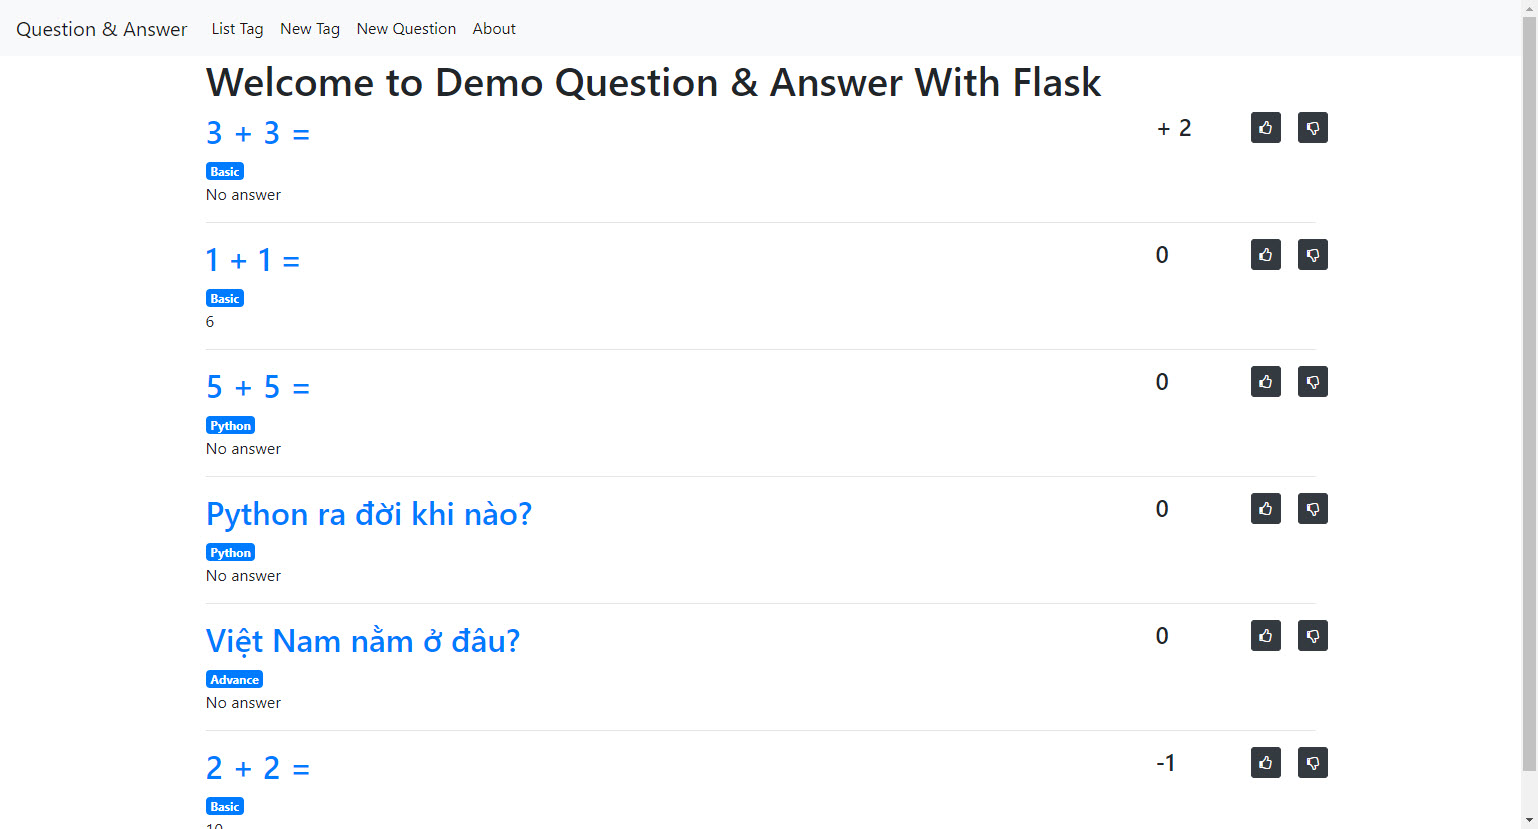 Question & Answer List Tag New Tag New Question About
Welcome to Demo Question & Answer With Flask
3 + 3 = + 2
Basic
No answer
1 + 1 = 0
Basic
6
5 + 5 = 0
Python
No answer
Python ra đời khi nào? 0
Python
No answer
Việt Nam nằm ở đâu? 0
Advance
No answer
2 + 2 = -1
Basic
10